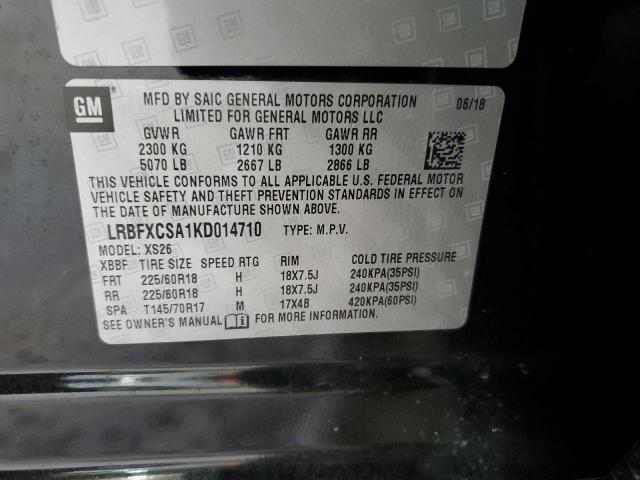 GM
MFD BY SAIC GENERAL MOTORS CORPORATION 06/18
LIMITED FOR GENERAL MOTORS LLC
GVWR GAWR FRT GAWR RR
2300 KG 1210 KG 1300 KG
5070 LB 2667 LB 2866 LB
THIS VEHICLE CONFORMS TO ALL APPLICABLE U.S. FEDERAL MOTOR
VEHICLE SAFETY AND THEFT PREVENTION STANDARDS IN EFFECT ON
THE DATE OF MANUFACTURE SHOWN ABOVE.
LRBFXCSA1KD014710 TYPE: M.P.V.
MODEL: XS26
XBBF TIRE SIZE SPEED RTG RIM COLD TIRE PRESSURE
FRT 225/60R18 H 18X7.5J 240KPA(35PSI)
RR 225/60R18 H 18X7.5J 240KPA(35PSI)
SPA T145/70R17 M 17X4B 420KPA(60PSI)
SEE OWNER'S MANUAL FOR MORE INFORMATION.